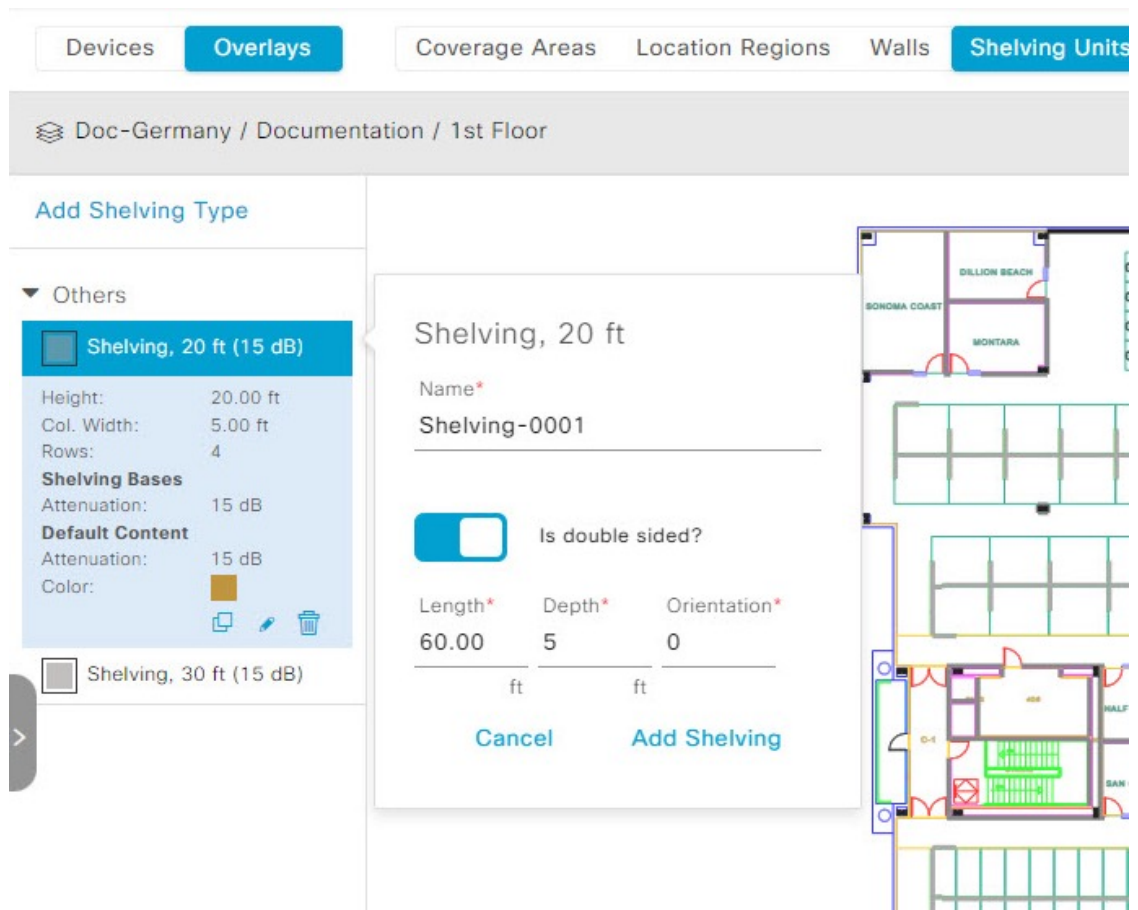 Devices Overlays Coverage Areas Location Regions Walls Shelving Units
Doc-Germany / Documentation / 1st Floor
Add Shelving Type
Others
Shelving, 20 ft (15 dB)
Height: 20.00 ft
Col. Width: 5.00 ft
Rows: 4
Shelving Bases
Attenuation: 15 dB
Default Content
Attenuation: 15 dB
Color:
Shelving, 30 ft (15 dB)
Shelving, 20 ft
Name*
Shelving-0001
Is double sided?
Length* Depth* Orientation*
60.00 5 0
ft ft
Cancel Add Shelving
DILLION BEACH
SONOMA COAST
MONTARA
HALF
C-1
SAN